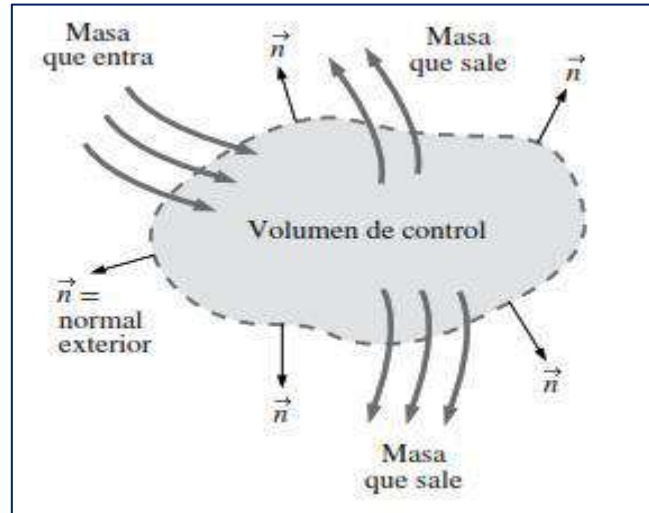 Masa
que entra
n⃗
Masa
que sale
n⃗
Volumen de control
n⃗ =
normal
exterior
n⃗
n⃗
Masa
que sale